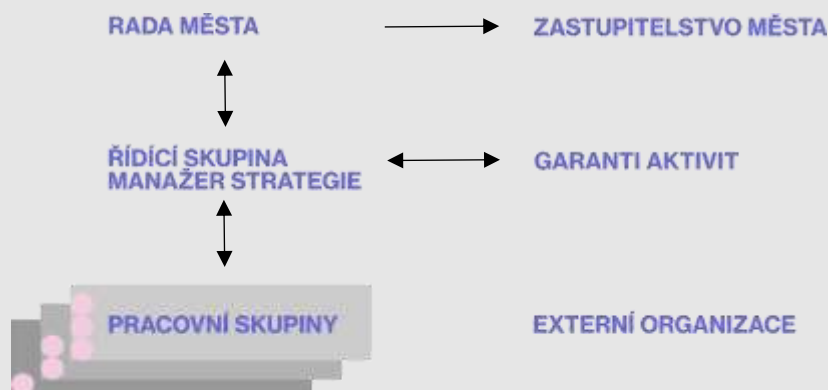 RADA MĚSTA
ZASTUPITELSTVO MĚSTA
ŘÍDÍCÍ SKUPINA
MANAŽER STRATEGIE
GARANTI AKTIVIT
PRACOVNÍ SKUPINY
EXTERNÍ ORGANIZACE